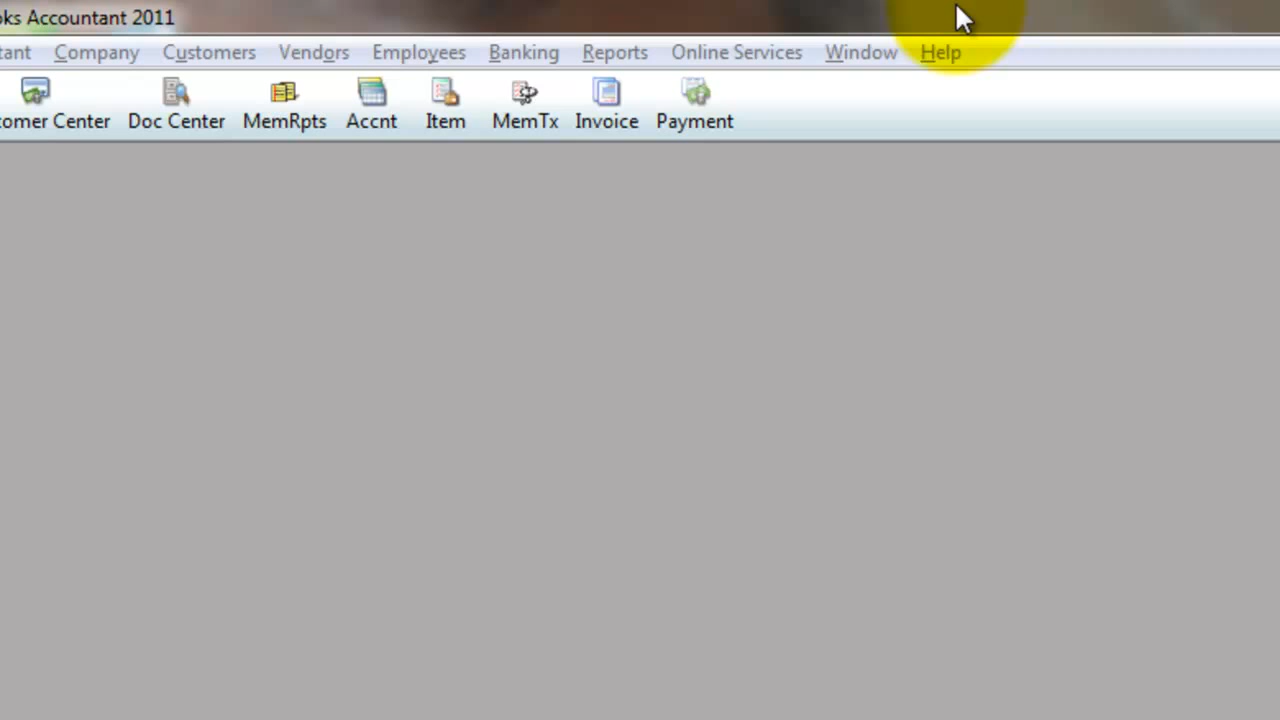 oks Accountant 2011
tant Company Customers Vendors Employees Banking Reports Online Services Window Help
tomer Center Doc Center MemRpts Accnt Item MemTx Invoice Payment